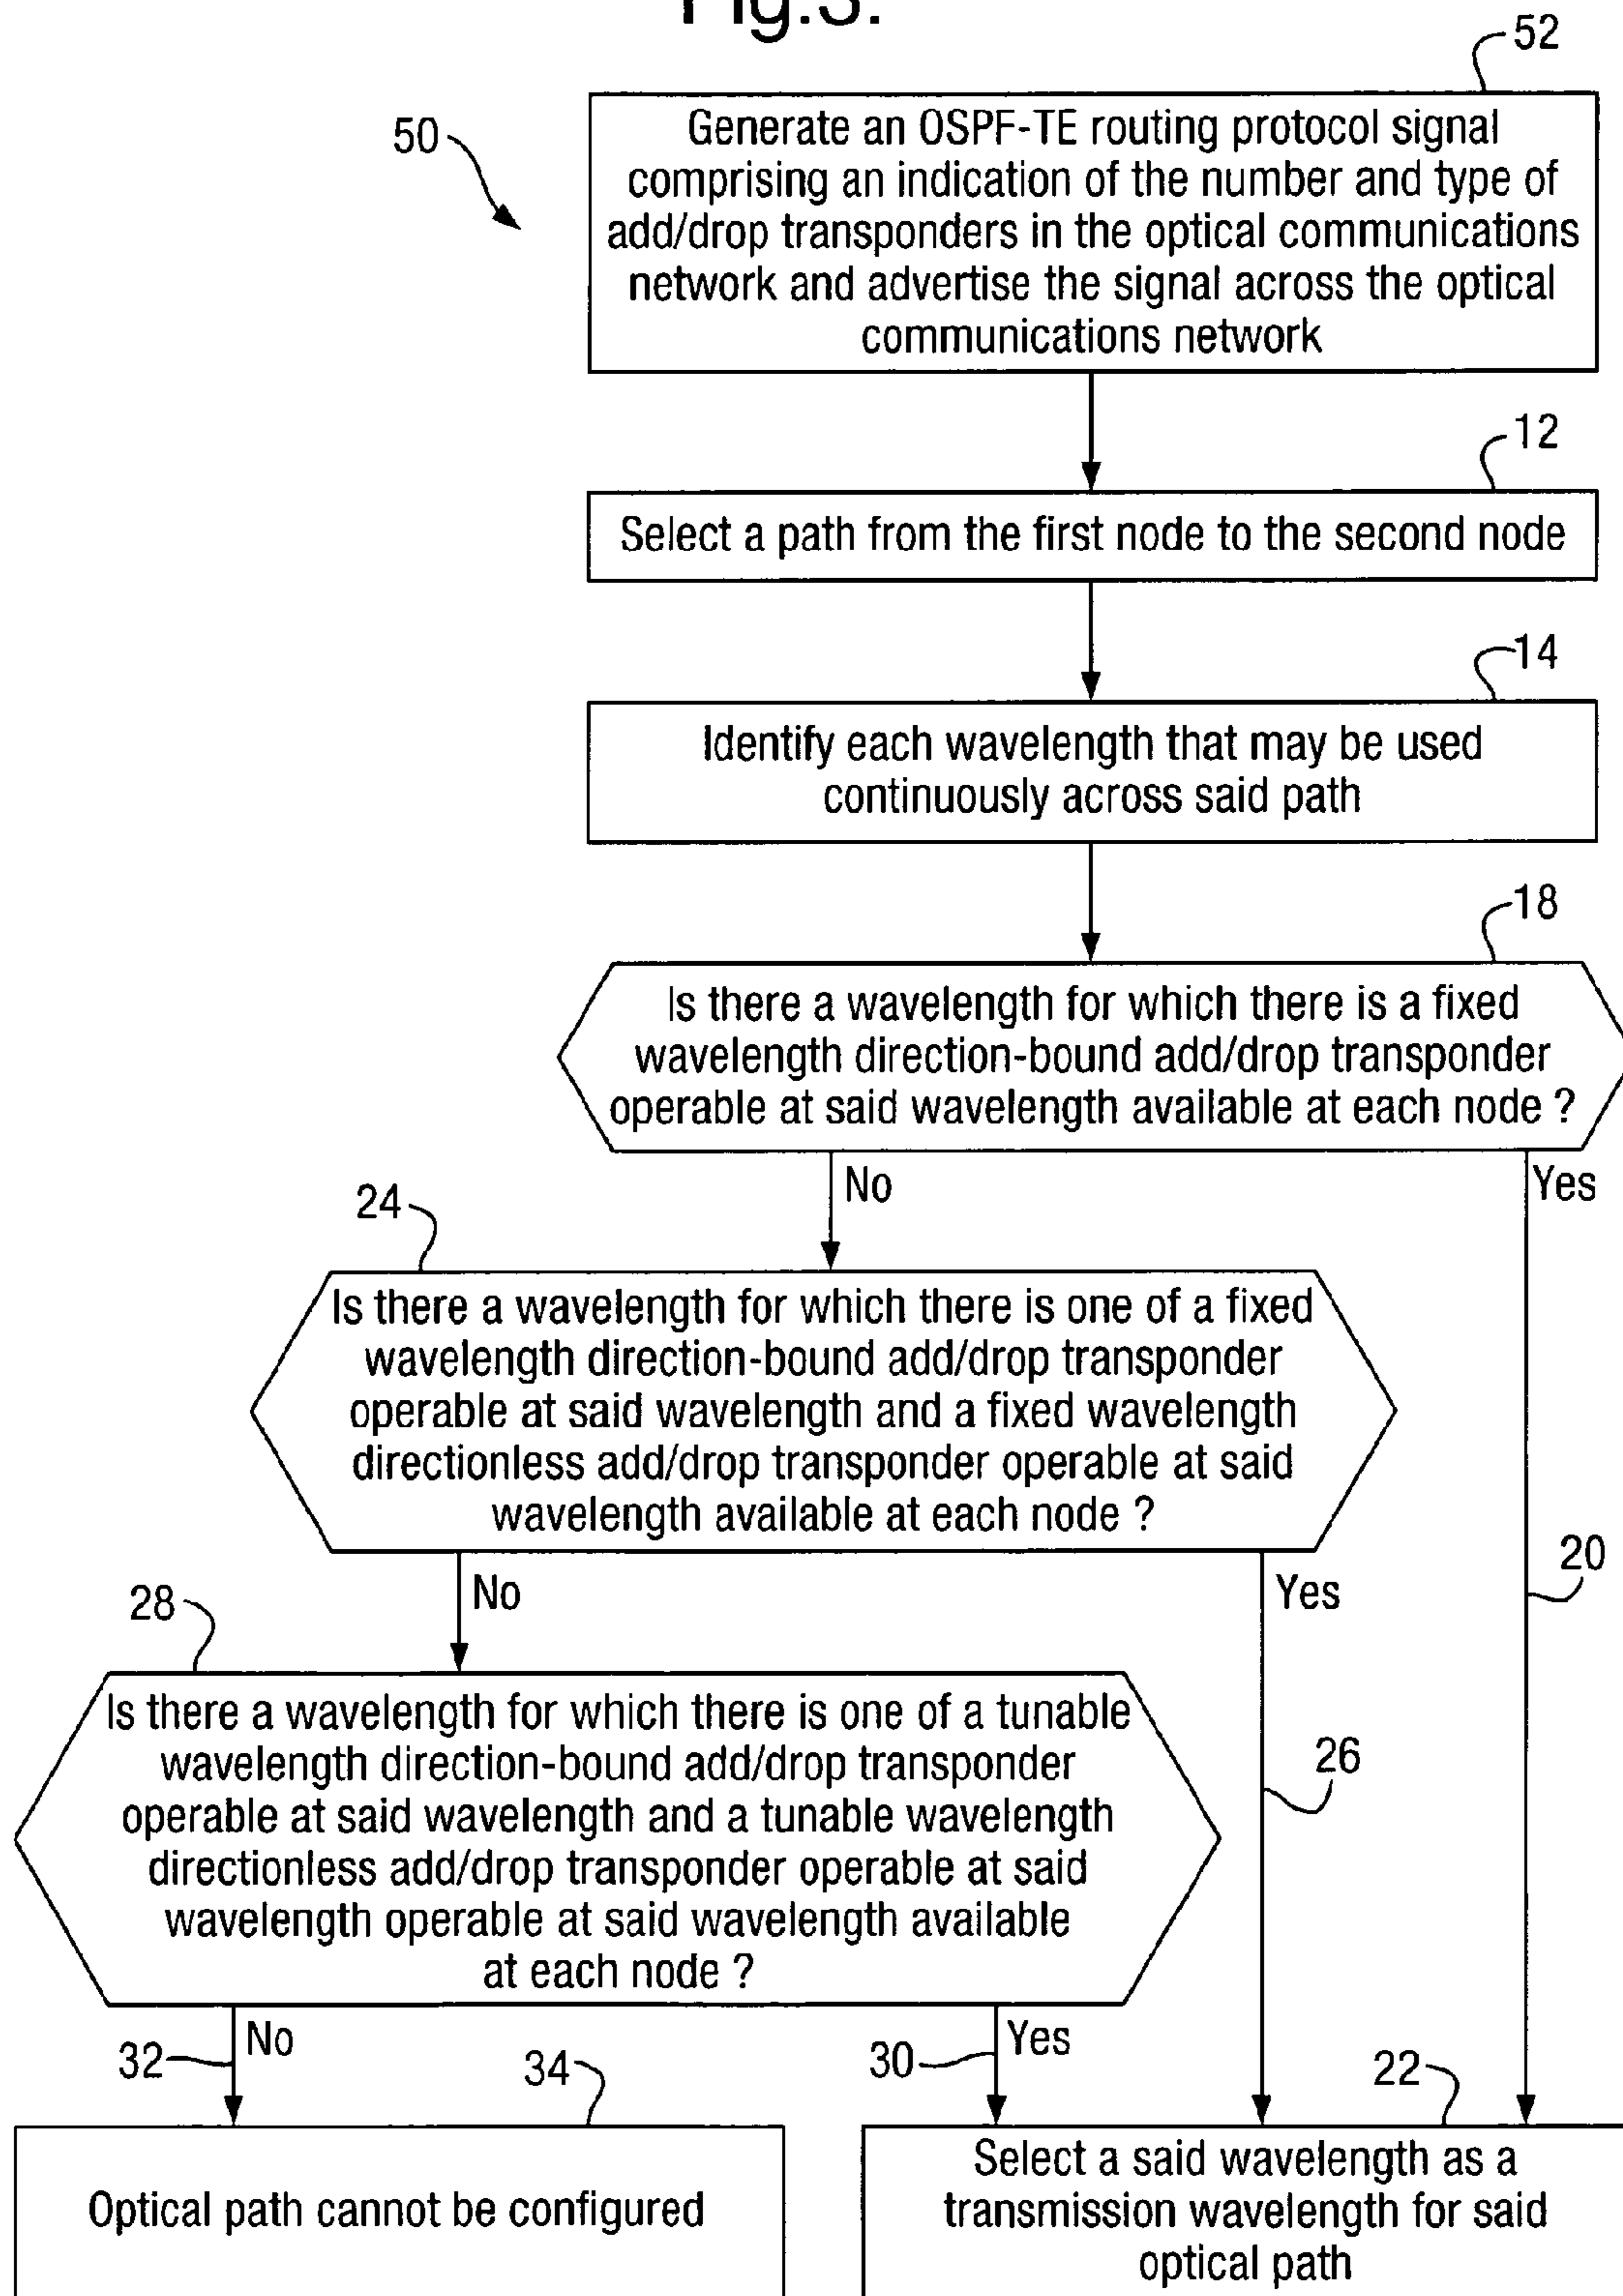 Fig.3.
52
50
Generate an OSPF-TE routing protocol signal
comprising an indication of the number and type of
add/drop transponders in the optical communications
network and advertise the signal across the optical
communications network
12
Select a path from the first node to the second node
14
Identify each wavelength that may be used
continuously across said path
18
Is there a wavelength for which there is a fixed
wavelength direction-bound add/drop transponder
operable at said wavelength available at each node ?
No
Yes
24
Is there a wavelength for which there is one of a fixed
wavelength direction-bound add/drop transponder
operable at said wavelength and a fixed wavelength
directionless add/drop transponder operable at said
wavelength available at each node ?
No
Yes
20
28
Is there a wavelength for which there is one of a tunable
wavelength direction-bound add/drop transponder
operable at said wavelength and a tunable wavelength
directionless add/drop transponder operable at said
wavelength operable at said wavelength available
at each node ?
26
No
Yes
32
34
30
22
Optical path cannot be configured
Select a said wavelength as a
transmission wavelength for said
optical path